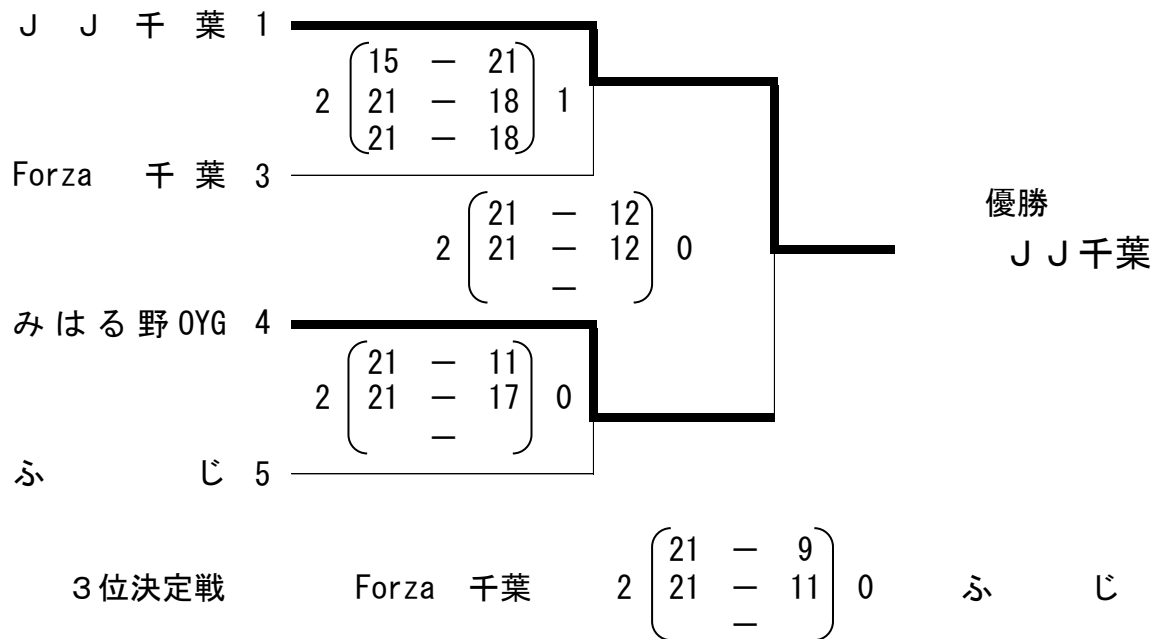 ＪＪ千葉 1
15 － 21
2 21 － 18 1
21 － 18
Forza 千葉 3
21 － 12
2 21 － 12 0
－
優勝
ＪＪ千葉
みはる野OYG 4
21 － 11
2 21 － 17 0
－
ふじ 5
21 － 9
３位決定戦 Forza 千葉 2 21 － 11 0 ふじ
－